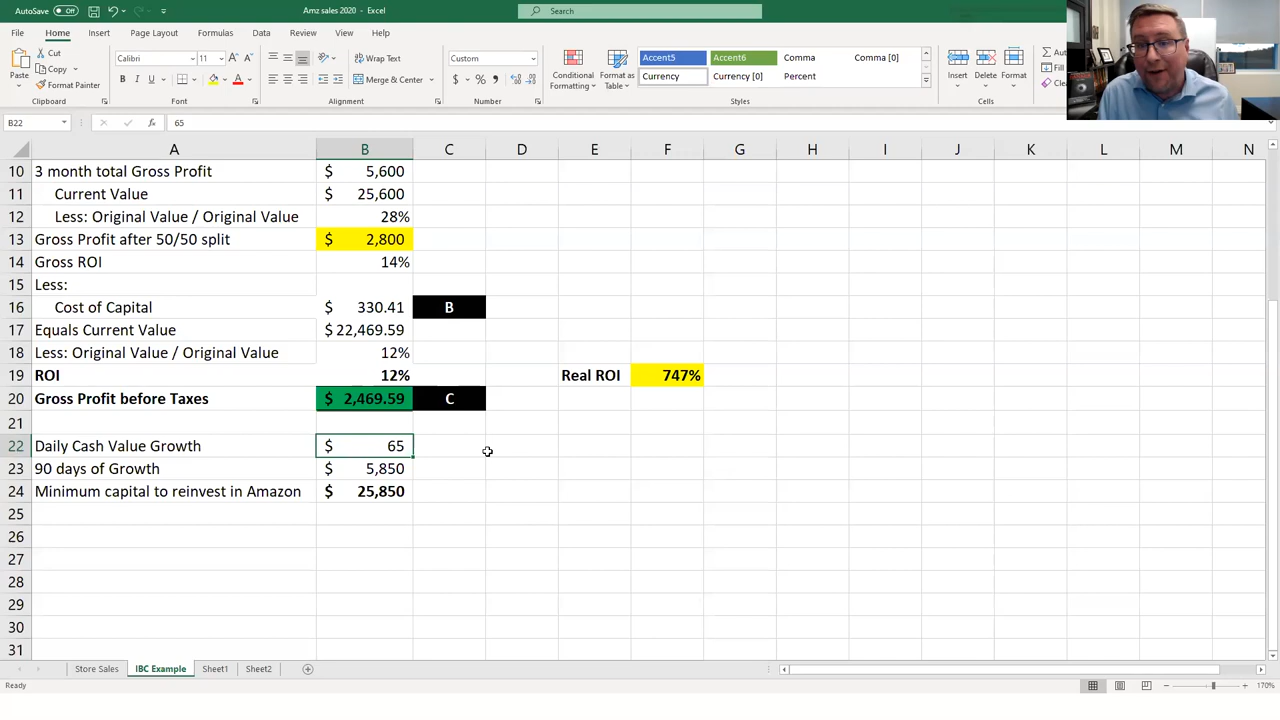 AutoSave Off Amz sales 2020 - Excel Search
File Home Insert Page Layout Formulas Data Review View Help
Paste Cut Copy Format Painter Clipboard
Calibri 11 B I U A Font
Wrap Text Merge & Center Alignment
Custom $ % Number
Conditional Formatting Format as Table
Accent5 Accent6 Comma Comma [0]
Currency Currency [0] Percent
Styles
Insert Delete Format Cells
B22 fx 65
A B C D E F G H I J K L M N
10 3 month total Gross Profit $ 5,600
11 Current Value $ 25,600
12 Less: Original Value / Original Value 28%
13 Gross Profit after 50/50 split $ 2,800
14 Gross ROI 14%
15 Less:
16 Cost of Capital $ 330.41 B
17 Equals Current Value $ 22,469.59
18 Less: Original Value / Original Value 12%
19 ROI 12% Real ROI 747%
20 Gross Profit before Taxes $ 2,469.59 C
21
22 Daily Cash Value Growth $ 65
23 90 days of Growth $ 5,850
24 Minimum capital to reinvest in Amazon $ 25,850
25
26
27
28
29
30
31
Store Sales IBC Example Sheet1 Sheet2
Ready 170%